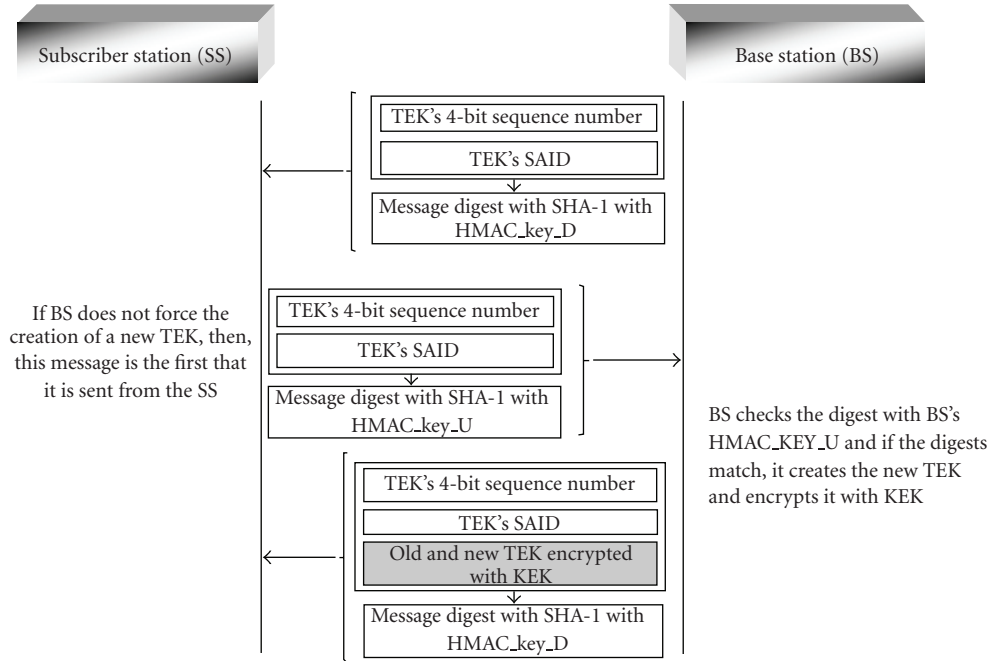 Subscriber station (SS)
Base station (BS)
TEK's 4-bit sequence number
TEK's SAID
Message digest with SHA-1 with
HMAC_key_D
If BS does not force the
creation of a new TEK, then,
this message is the first that
it is sent from the SS
TEK's 4-bit sequence number
TEK's SAID
Message digest with SHA-1 with
HMAC_key_U
BS checks the digest with BS's
HMAC_KEY_U and if the digests
match, it creates the new TEK
and encrypts it with KEK
TEK's 4-bit sequence number
TEK's SAID
Old and new TEK encrypted
with KEK
Message digest with SHA-1 with
HMAC_key_D